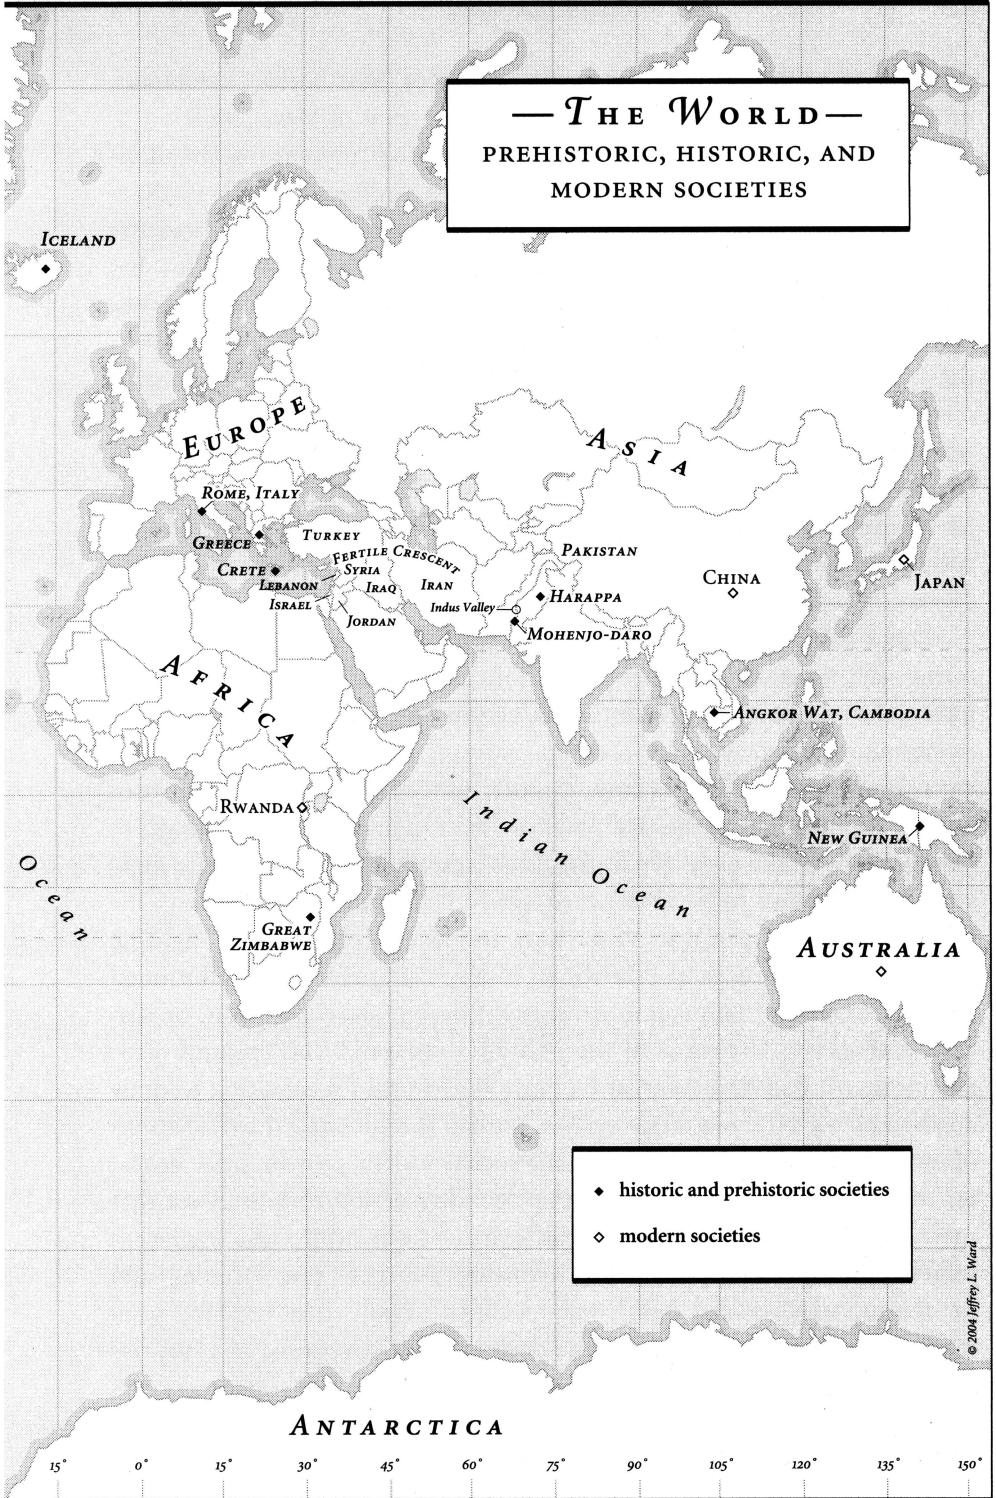 — THE WORLD —
PREHISTORIC, HISTORIC, AND
MODERN SOCIETIES
ICELAND
EUROPE
ASIA
ROME, ITALY
GREECE
TURKEY
CRETE
FERTILE CRESCENT
PAKISTAN
LEBANON
SYRIA
IRAQ
IRAN
CHINA
JAPAN
ISRAEL
JORDAN
Indus Valley
HARAPPA
MOHENJO-DARO
AFRICA
ANGKOR WAT, CAMBODIA
RWANDA
Indian Ocean
NEW GUINEA
Ocean
GREAT
ZIMBABWE
AUSTRALIA
historic and prehistoric societies
modern societies
© 2004 Jeffrey L. Ward
ANTARCTICA
15° 0° 15° 30° 45° 60° 75° 90° 105° 120° 135° 150°